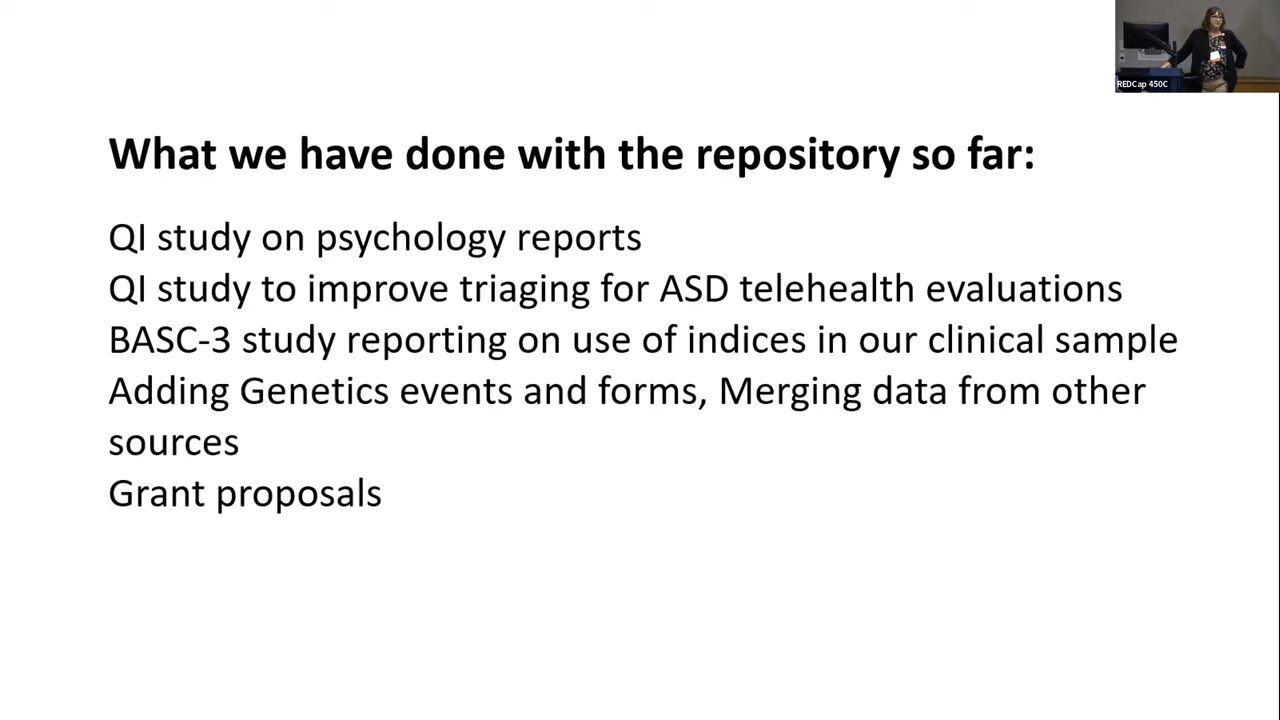 REDCap 450C
What we have done with the repository so far:
QI study on psychology reports
QI study to improve triaging for ASD telehealth evaluations
BASC-3 study reporting on use of indices in our clinical sample
Adding Genetics events and forms, Merging data from other
sources
Grant proposals